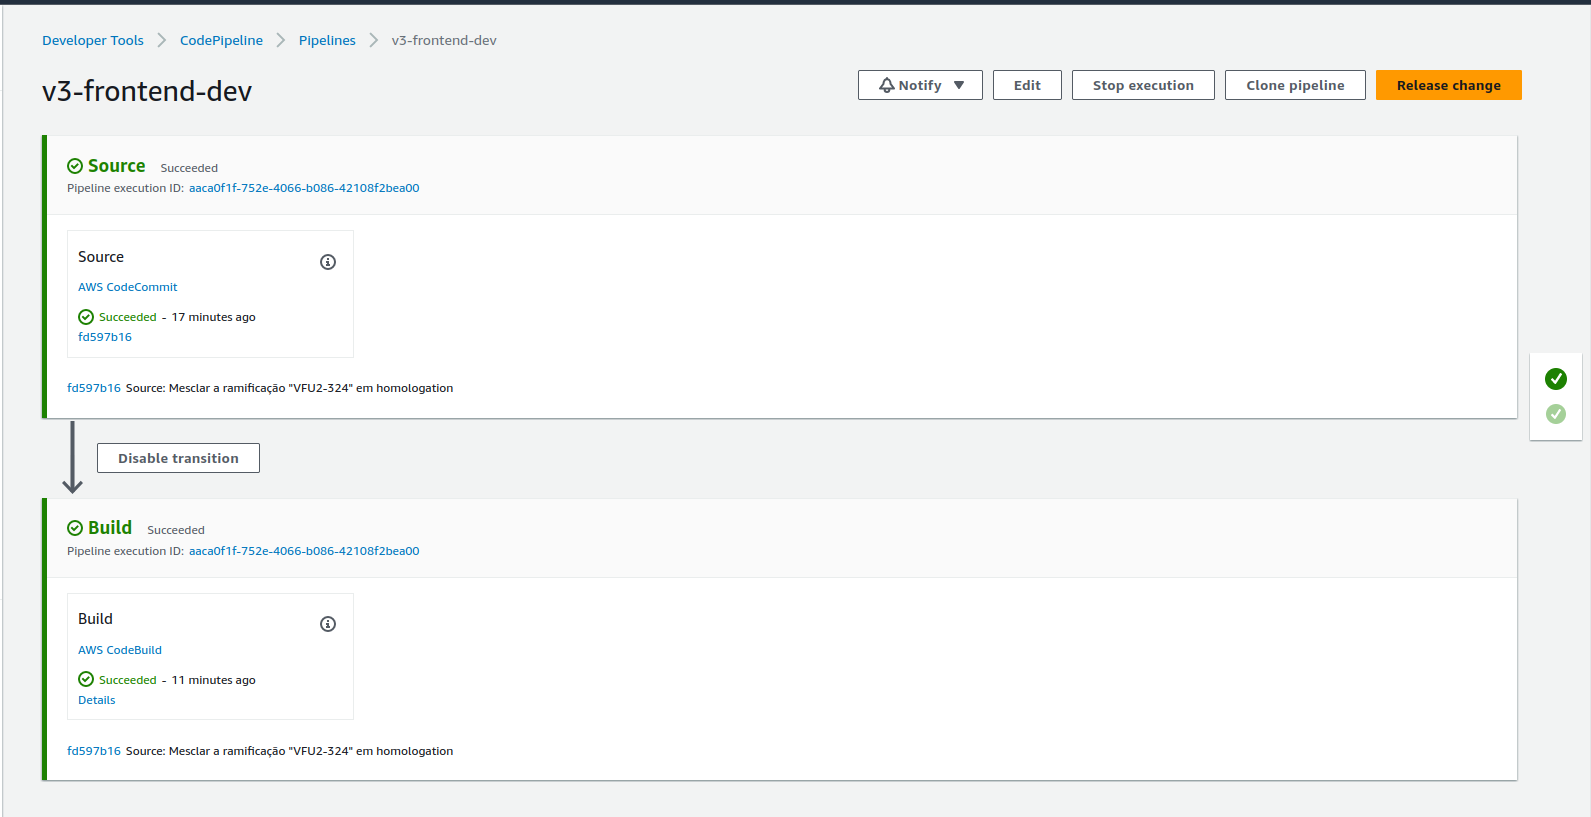 Developer Tools > CodePipeline > Pipelines > v3-frontend-dev
v3-frontend-dev
Notify ▼ Edit Stop execution Clone pipeline Release change
Source Succeeded
Pipeline execution ID: aaca0f1f-752e-4066-b086-42108f2bea00
Source
AWS CodeCommit
Succeeded - 17 minutes ago
fd597b16
fd597b16 Source: Mesclar a ramificação "VFU2-324" em homologation
Disable transition
Build Succeeded
Pipeline execution ID: aaca0f1f-752e-4066-b086-42108f2bea00
Build
AWS CodeBuild
Succeeded - 11 minutes ago
Details
fd597b16 Source: Mesclar a ramificação "VFU2-324" em homologation